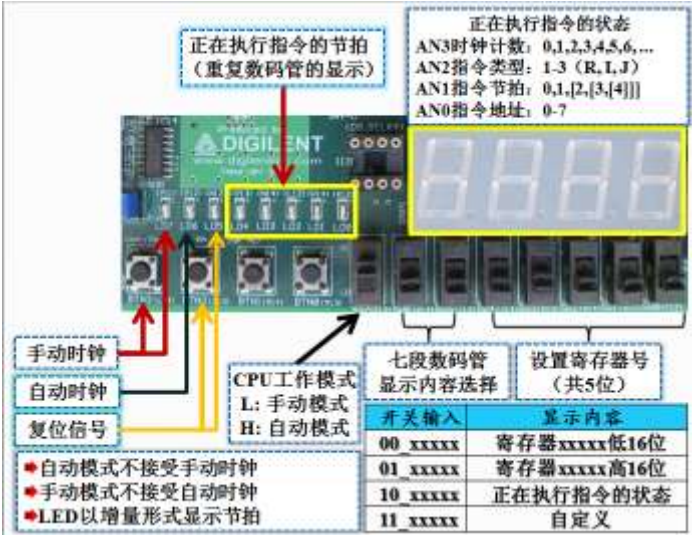 正在执行指令的节拍
（重复数码管的显示）
正在执行指令的状态
AN3时钟计数：0,1,2,3,4,5,6,…
AN2指令类型：1-3（R,I,J）
AN1指令节拍：0,1,[2,[3,[4]]]
AN0指令地址：0-7
DIGILENT
LD7
LD6
LD5
LD4
LD3
LD2
LD1
LD0
手动时钟
自动时钟
复位信号
CPU工作模式
L: 手动模式
H: 自动模式
七段数码管
显示内容选择
设置寄存器号
（共5位）
开关输入 显示内容
00_xxxxx 寄存器xxxxx低16位
01_xxxxx 寄存器xxxxx高16位
10_xxxxx 正在执行指令的状态
11_xxxxx 自定义
自动模式不接受手动时钟
手动模式不接受自动时钟
LED以增量形式显示节拍